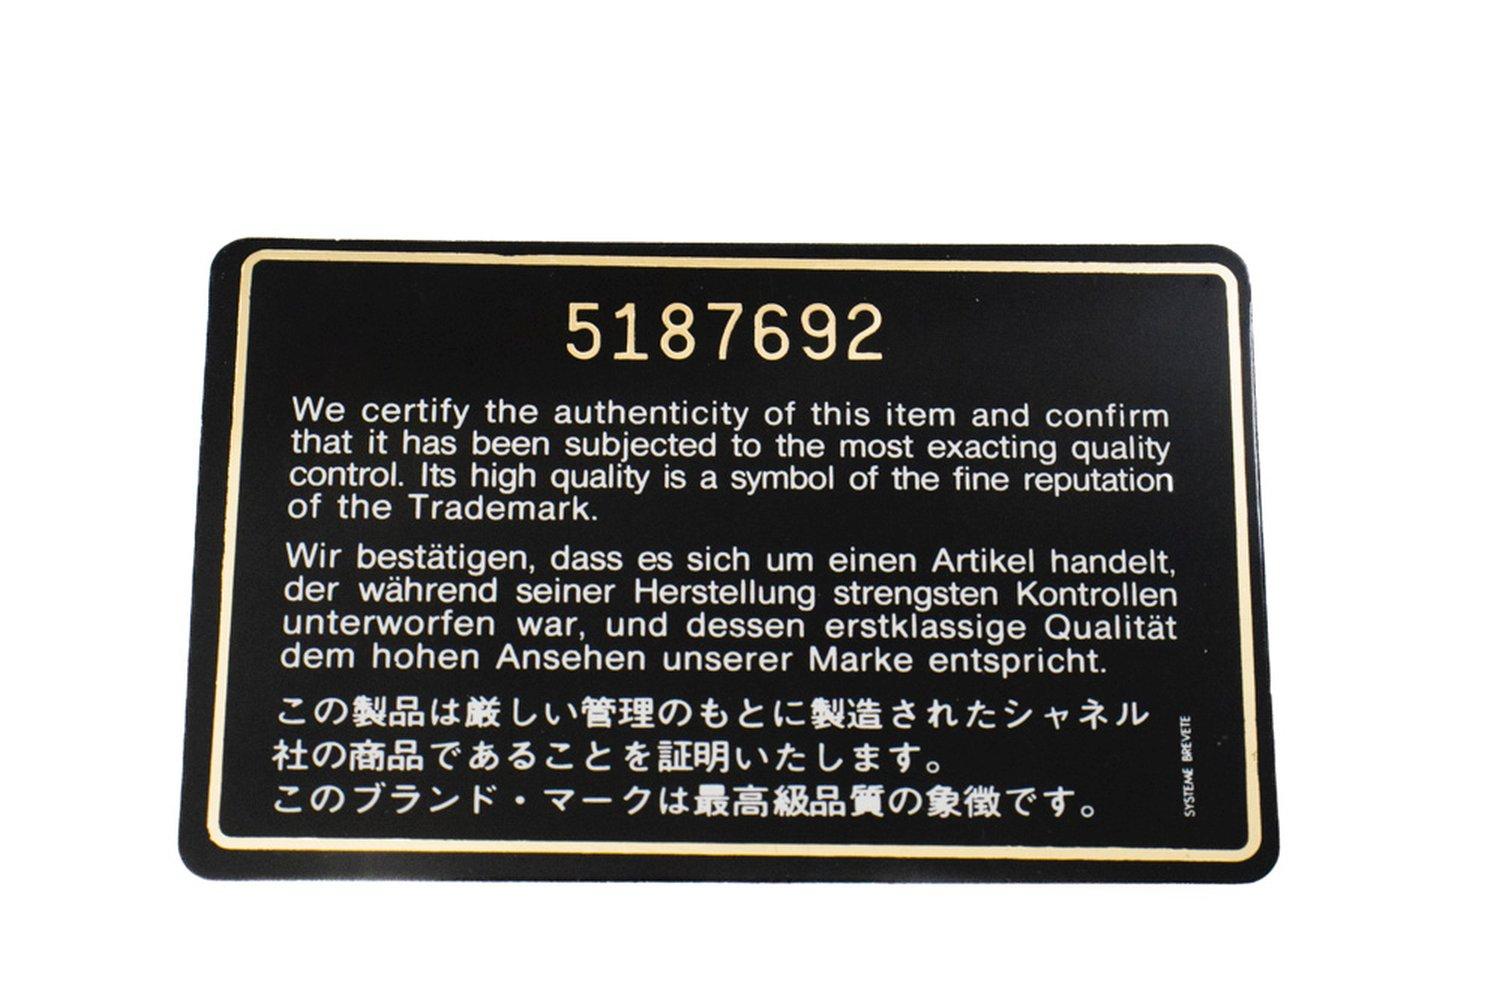 5187692
We certify the authenticity of this item and confirm
that it has been subjected to the most exacting quality
control. Its high quality is a symbol of the fine reputation
of the Trademark.
Wir bestätigen, dass es sich um einen Artikel handelt,
der während seiner Herstellung strengsten Kontrollen
unterworfen war, und dessen erstklassige Qualität
dem hohen Ansehen unserer Marke entspricht.
この製品は厳しい管理のもとに製造されたシャネル
社の商品であることを証明いたします。
このブランド・マークは最高級品質の象徴です。
SYSTEME BREVETE